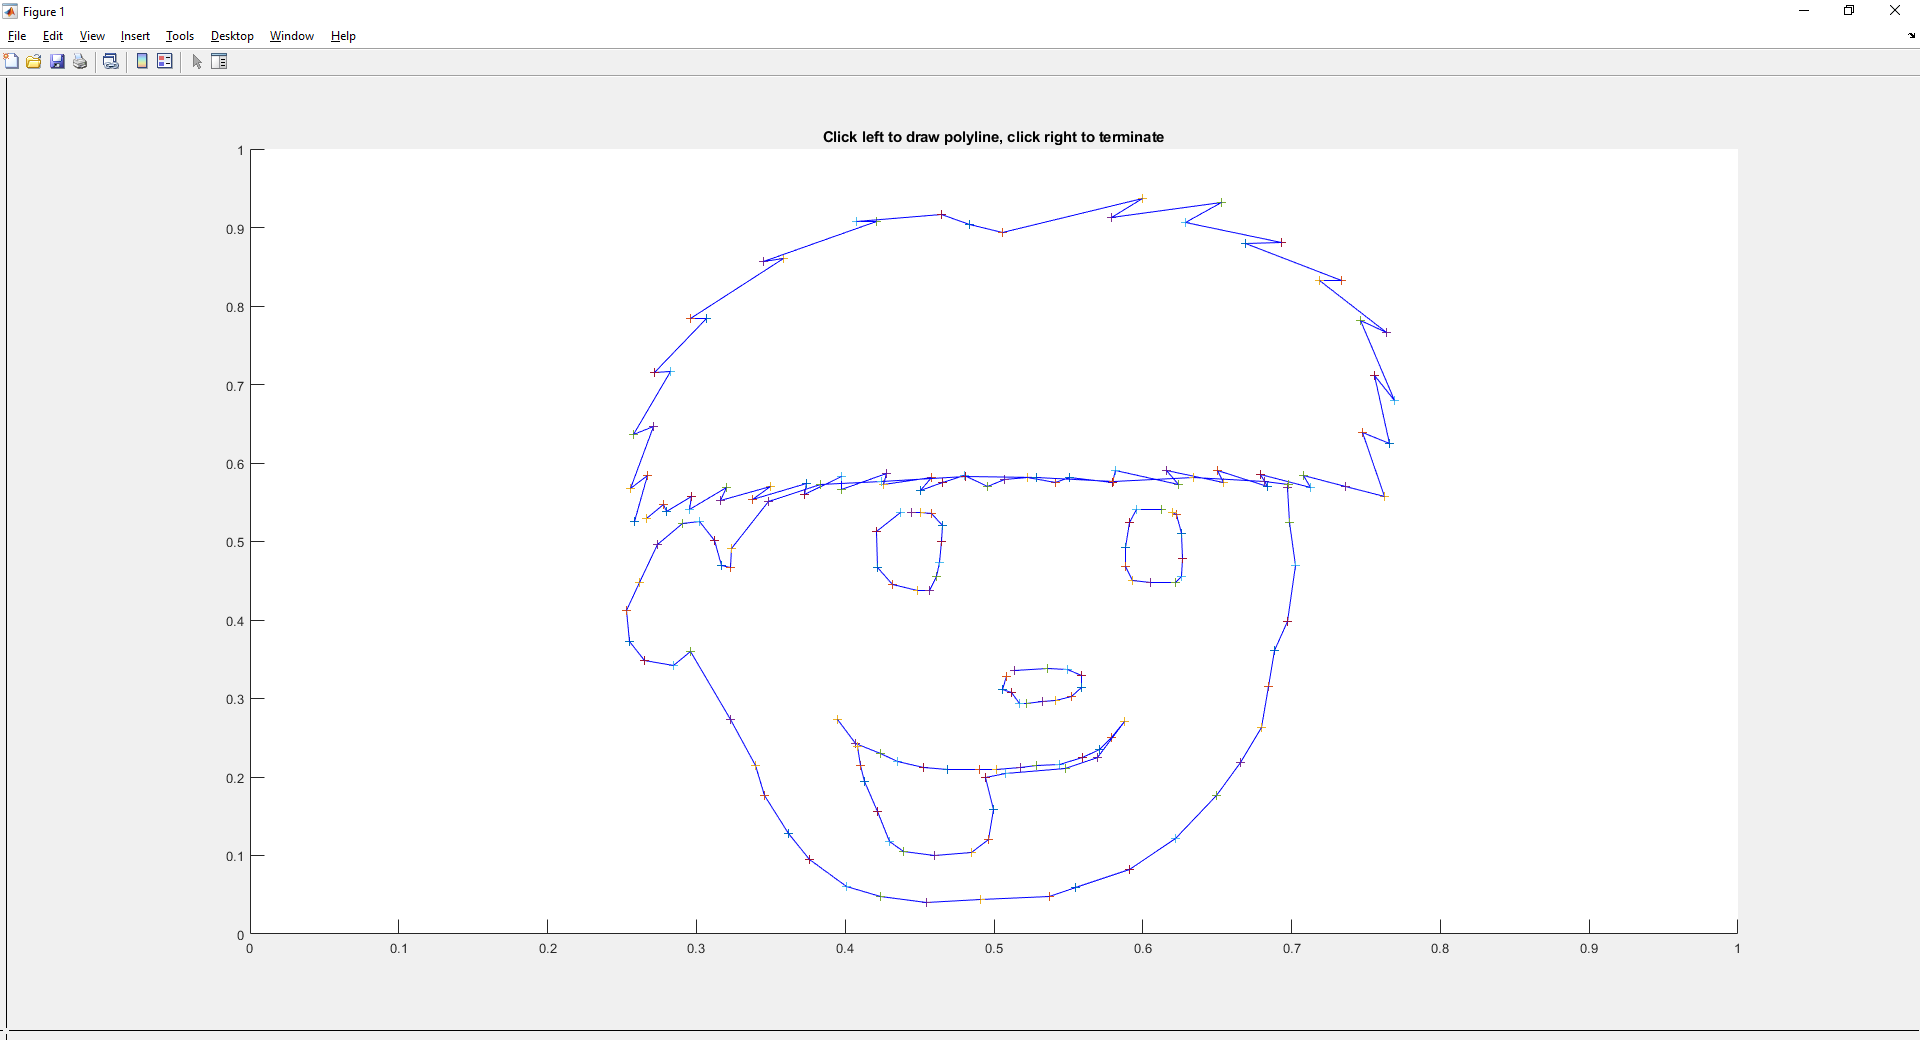 Figure 1
File Edit View Insert Tools Desktop Window Help
Click left to draw polyline, click right to terminate
1
0.9
0.8
0.7
0.6
0.5
0.4
0.3
0.2
0.1
0
0 0.1 0.2 0.3 0.4 0.5 0.6 0.7 0.8 0.9 1